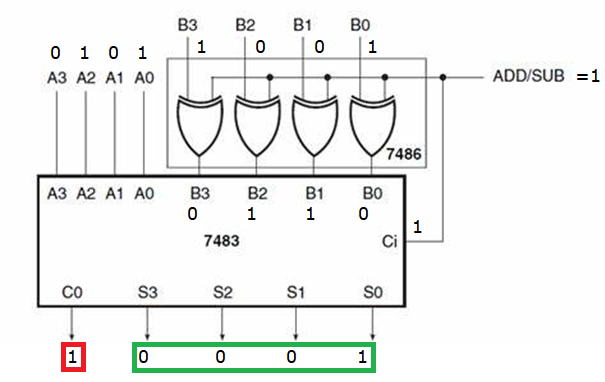 B3 B2 B1 B0
1 0 0 1
0 1 0 1
A3 A2 A1 A0
ADD/SUB =1
7486
A3 A2 A1 A0 B3 B2 B1 B0
0 1 1 0
1
7483
Ci
C0 S3 S2 S1 S0
1 0 0 0 1